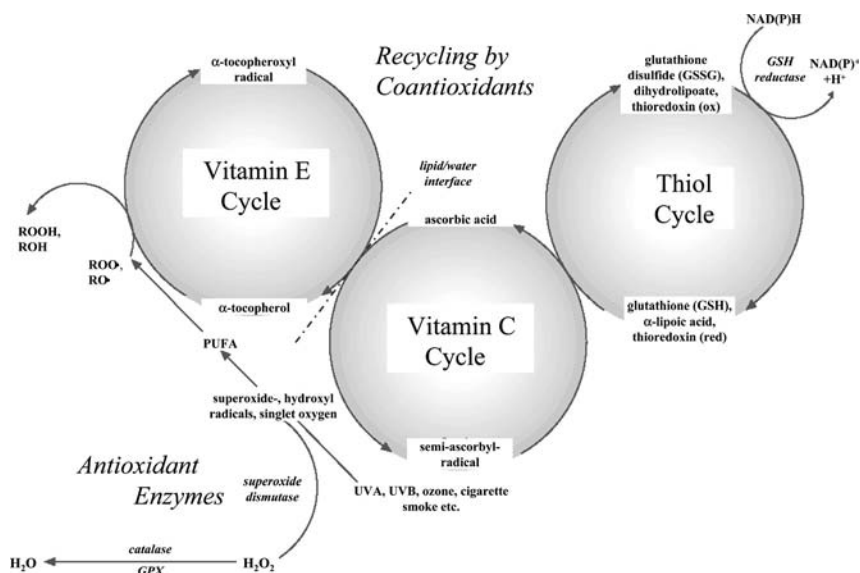 NAD(P)H
Recycling by
Coantioxidants
α-tocopheroxyl
radical
glutathione
disulfide (GSSG),
dihydrolipoate,
thioredoxin (ox)
GSH
reductase
NAD(P)+
+H+
Vitamin E
Cycle
lipid/water
interface
Thiol
Cycle
ROOH,
ROH
ascorbic acid
ROO•,
RO•
α-tocopherol
glutathione (GSH),
α-lipoic acid,
thioredoxin (red)
Vitamin C
Cycle
PUFA
superoxide-, hydroxyl
radicals, singlet oxygen
semi-ascorbyl-
radical
Antioxidant
Enzymes
superoxide
dismutase
UVA, UVB, ozone, cigarette
smoke etc.
H₂O
catalase
GPX
H₂O₂